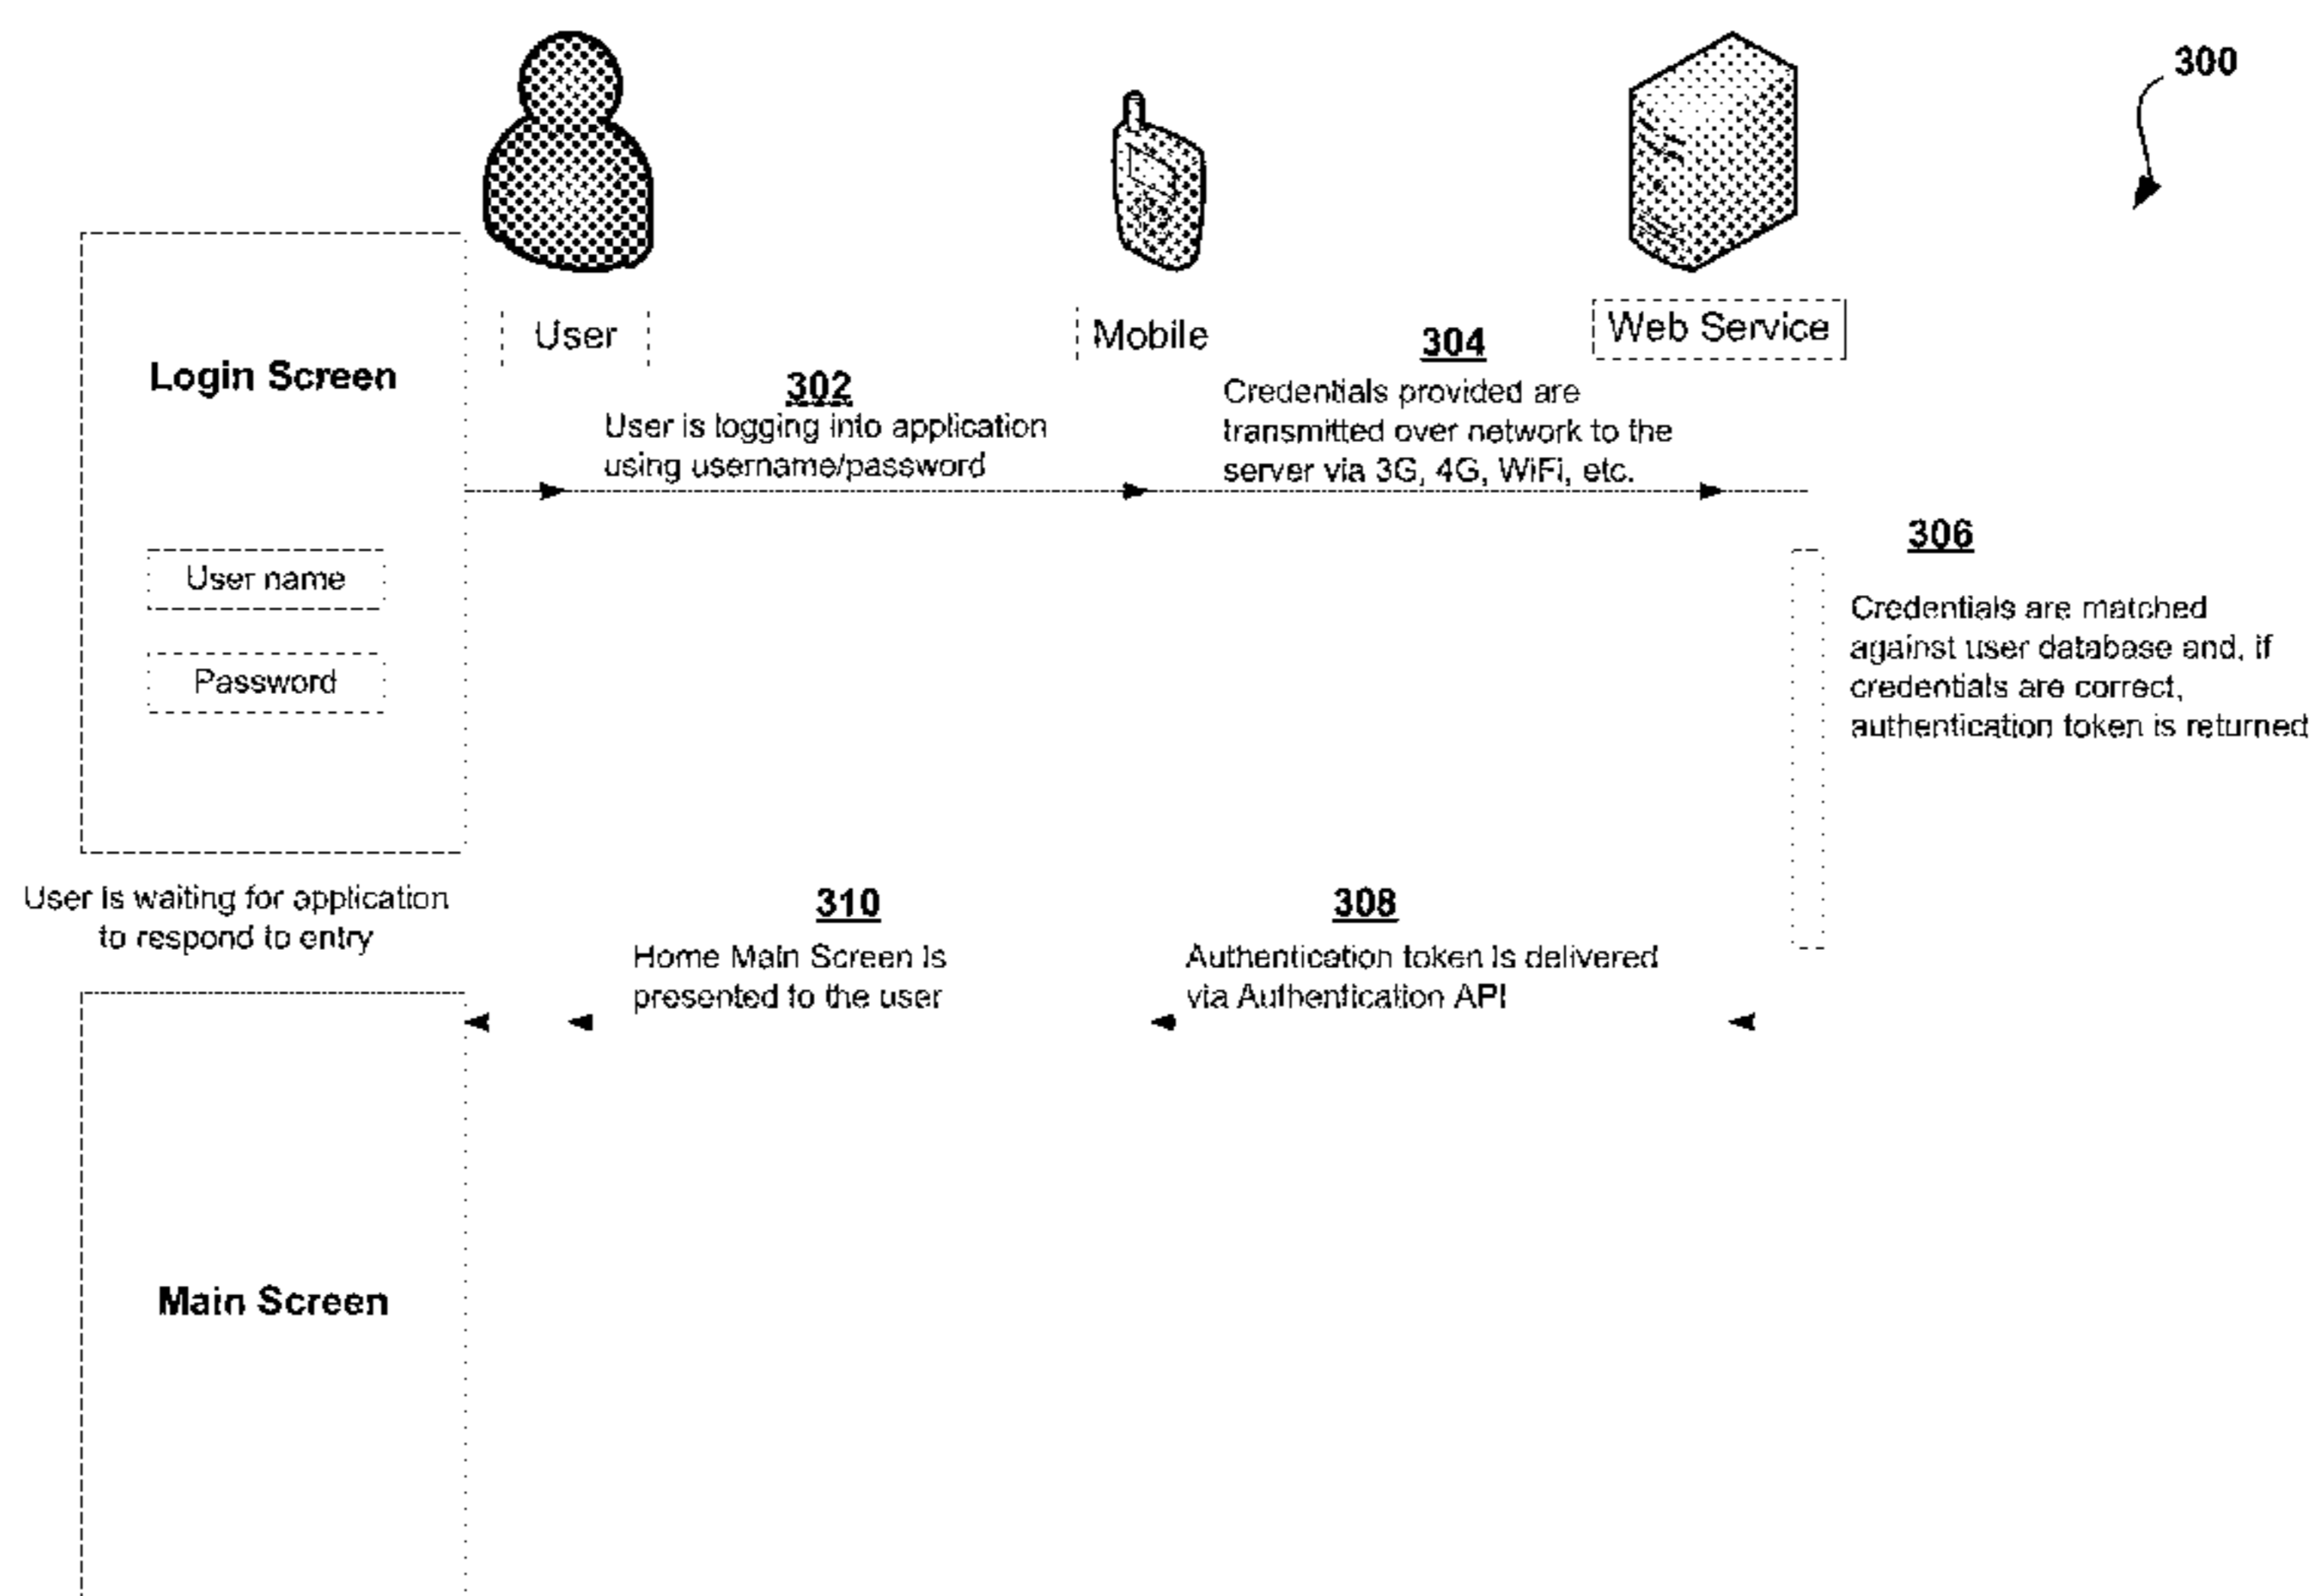 300
User
Mobile
Web Service
Login Screen
302
User is logging into application
using username/password
304
Credentials provided are
transmitted over network to the
server via 3G, 4G, WiFi, etc.
User name
Password
306
Credentials are matched
against user database and, if
credentials are correct,
authentication token is returned
User is waiting for application
to respond to entry
310
Home Main Screen is
presented to the user
308
Authentication token is delivered
via Authentication API
Main Screen